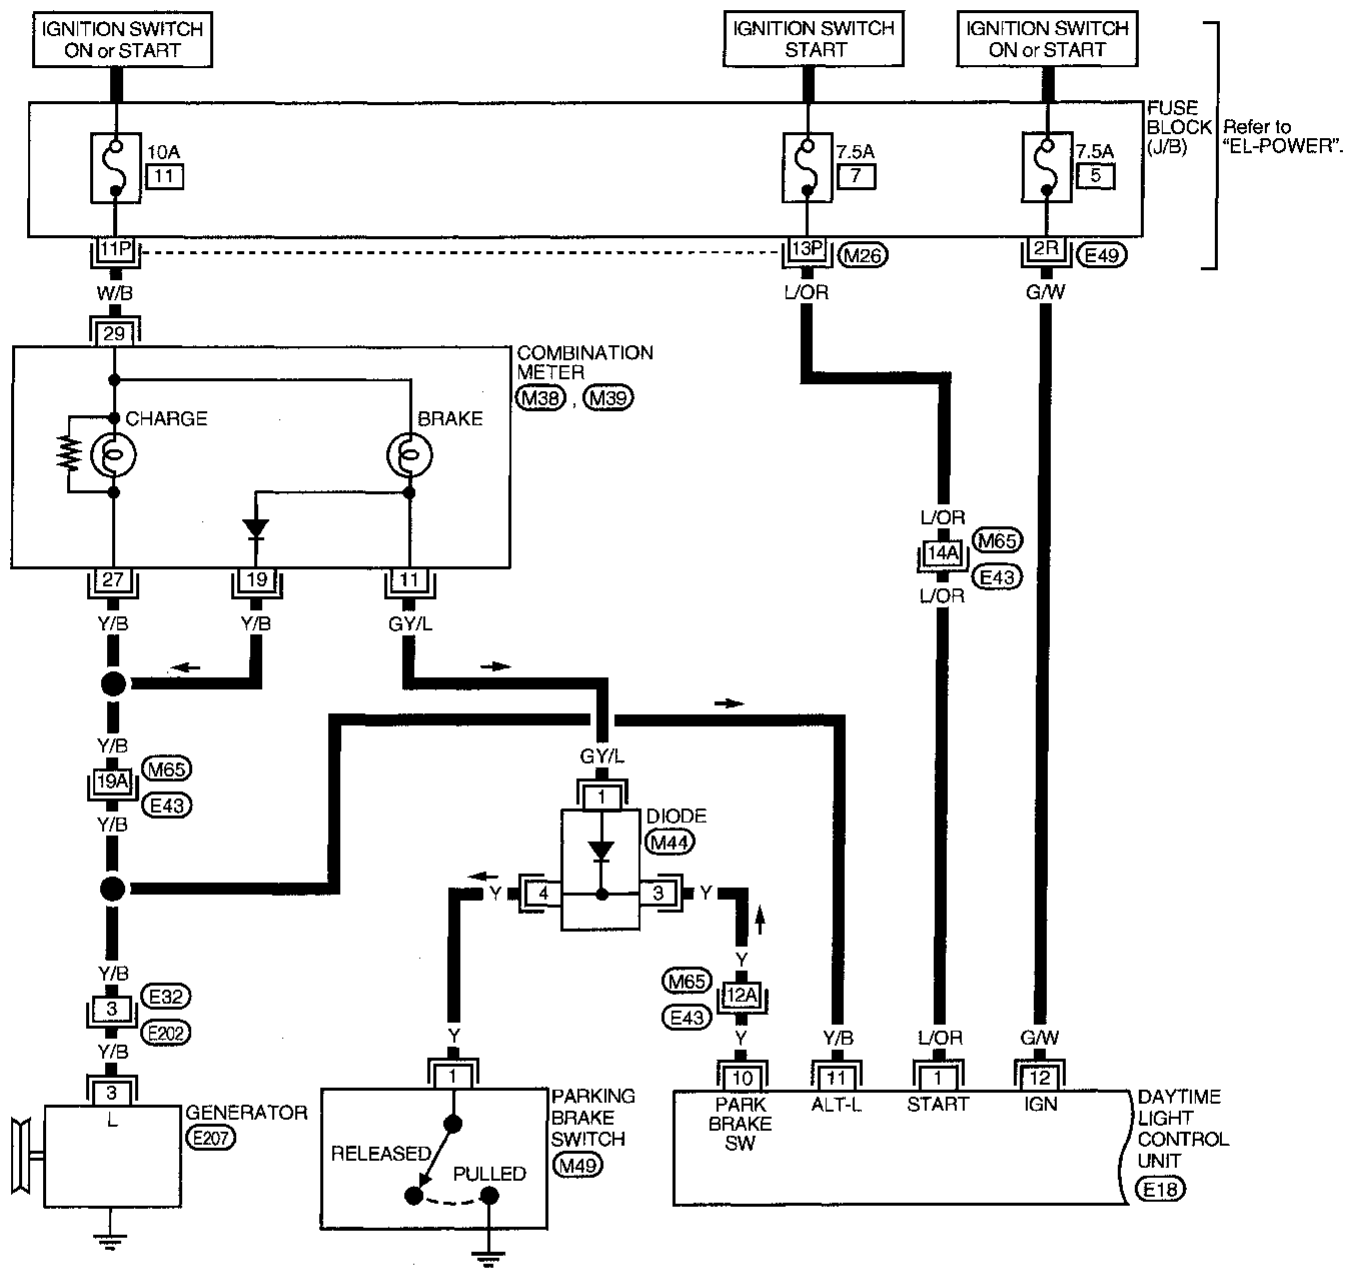 IGNITION SWITCH
ON or START
IGNITION SWITCH
START
IGNITION SWITCH
ON or START
FUSE
BLOCK
(J/B)
Refer to
"EL-POWER".
10A
11
7.5A
7
7.5A
5
11P
13P
M26
2R
E49
W/B
L/OR
G/W
29
COMBINATION
METER
M38 , M39
CHARGE
BRAKE
L/OR
14A
M65
E43
L/OR
27
19
11
Y/B
Y/B
GY/L
Y/B
19A
M65
E43
Y/B
GY/L
1
DIODE
M44
Y
4
3
Y
Y
M65
12A
E43
Y
Y/B
3
E32
E202
Y/B
Y
Y/B
L/OR
G/W
3
L
GENERATOR
E207
1
PARKING
BRAKE
SWITCH
M49
RELEASED
PULLED
10
11
1
12
PARK
BRAKE
SW
ALT-L
START
IGN
DAYTIME
LIGHT
CONTROL
UNIT
E18